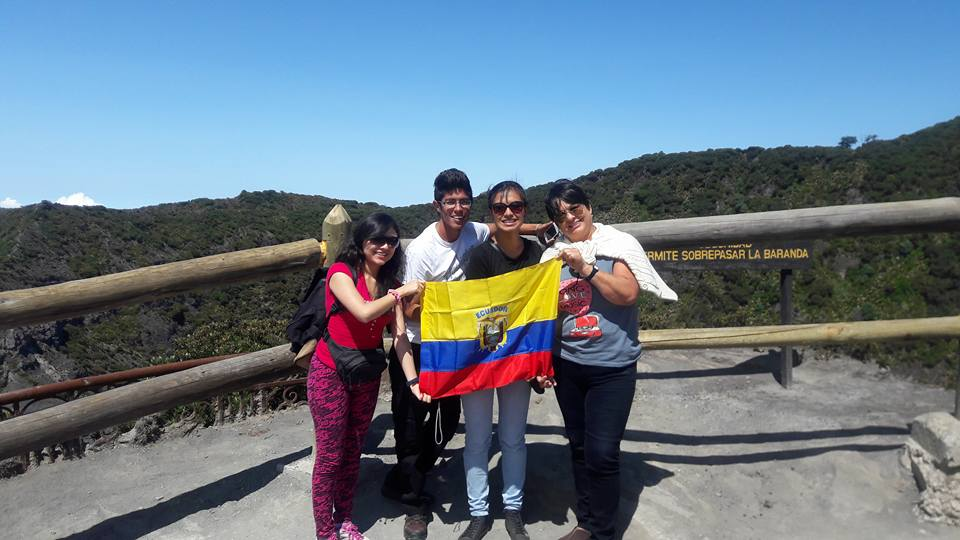 ECUADOR
RMITE SOBREPASAR LA BARANDA